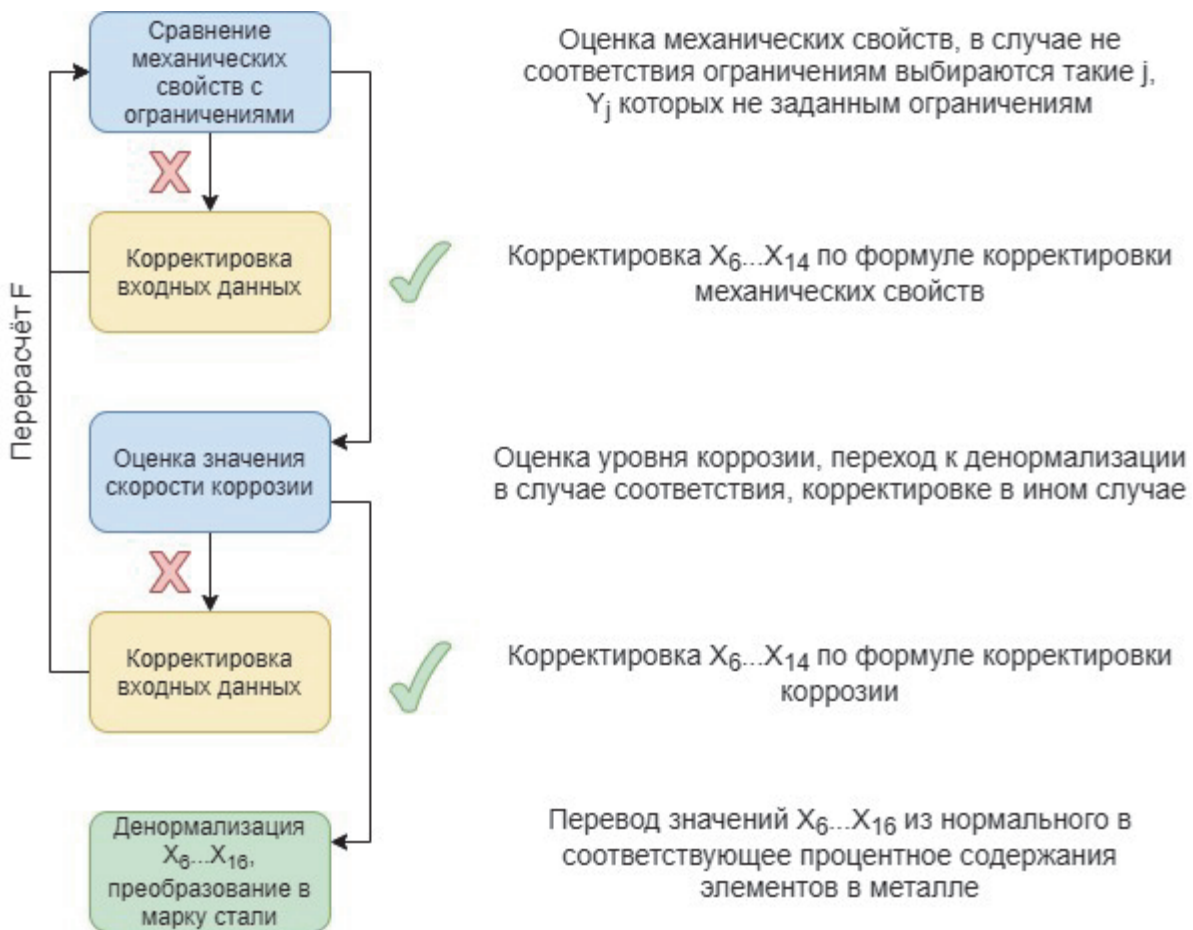 Сравнение
механических
свойств с
ограничениями
Оценка механических свойств, в случае не
соответствия ограничениям выбираются такие j,
Yj которых не заданным ограничениям
X
Корректировка
входных данных
Корректировка X6...X14 по формуле корректировки
механических свойств
Перерасчёт F
Оценка значения
скорости коррозии
Оценка уровня коррозии, переход к денормализации
в случае соответствия, корректировке в ином случае
X
Корректировка
входных данных
Корректировка X6...X14 по формуле корректировки
коррозии
Денормализация
X6...X16,
преобразование в
марку стали
Перевод значений X6...X16 из нормального в
соответствующее процентное содержания
элементов в металле